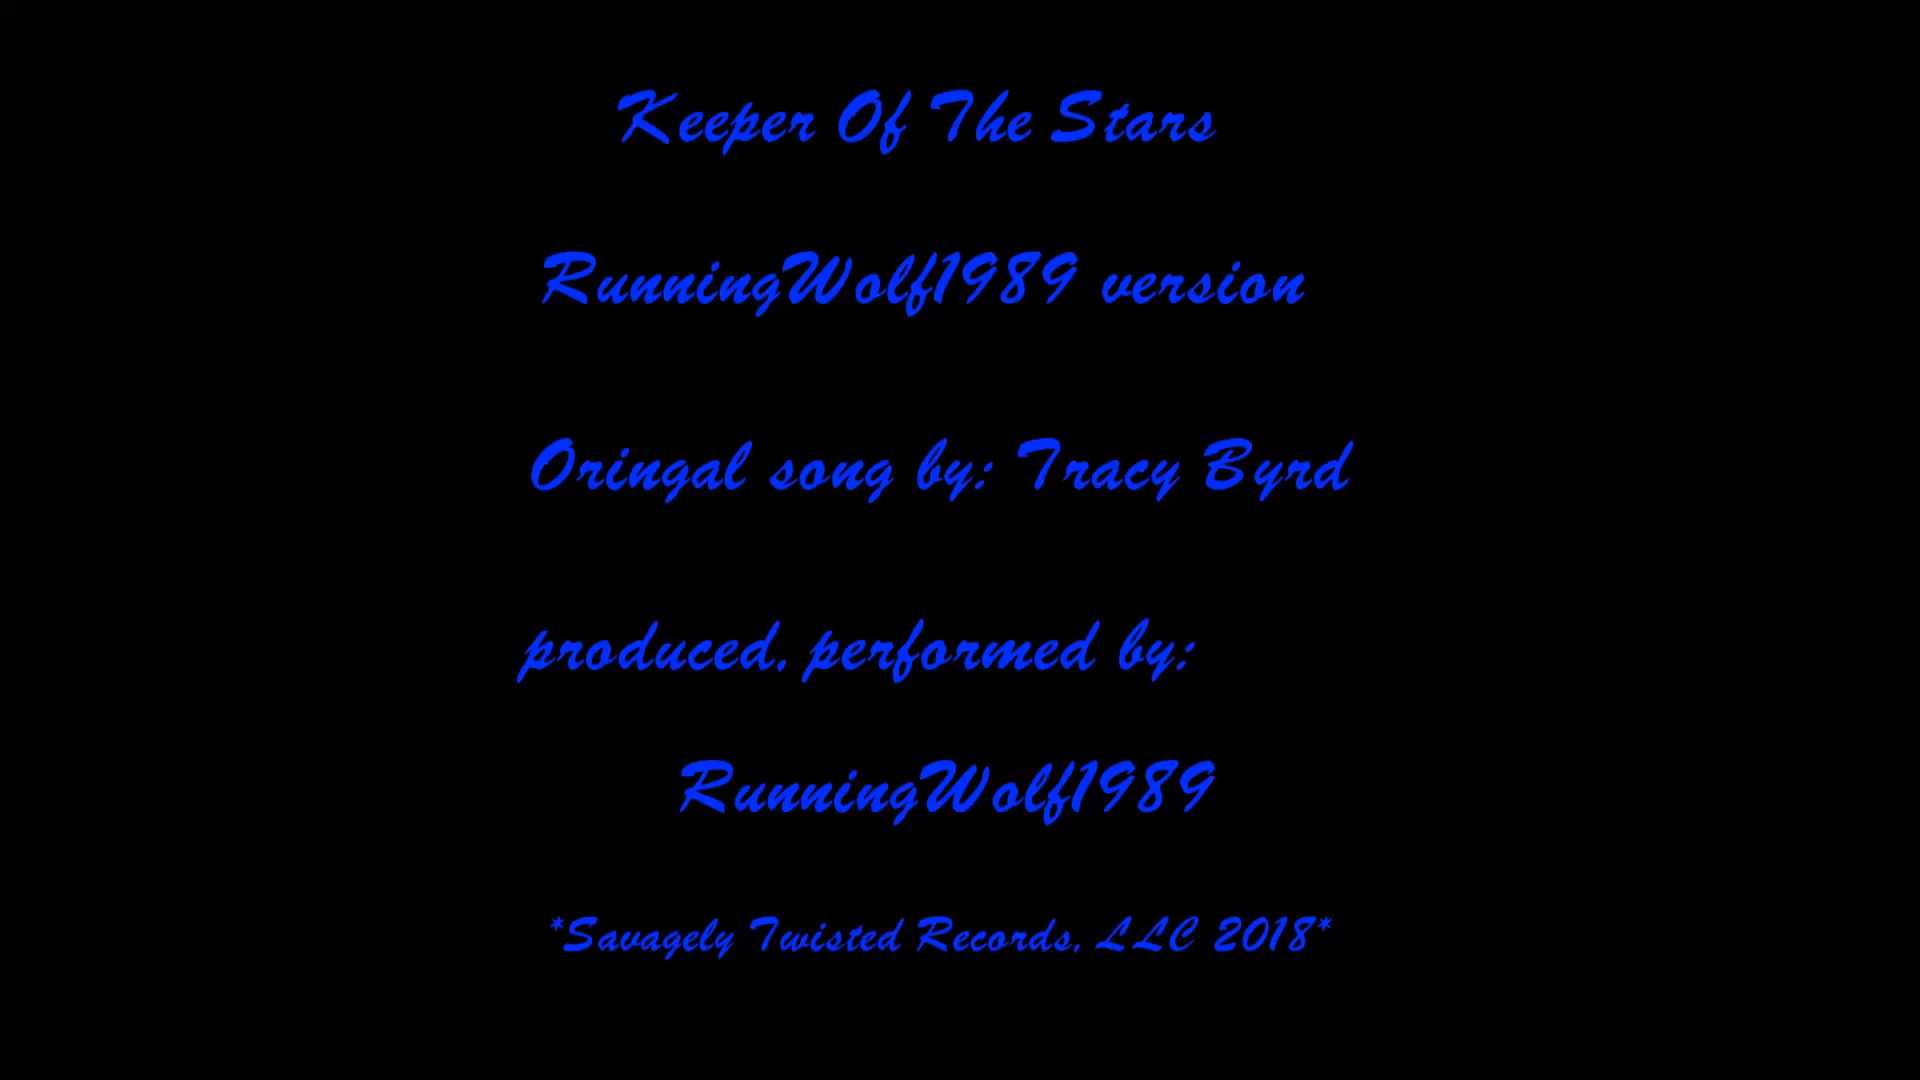 Keeper Of The Stars
RunningWolf1989 version
Oringal song by: Tracy Byrd
produced, performed by:
RunningWolf1989
*Savagely Twisted Records, LLC 2018*